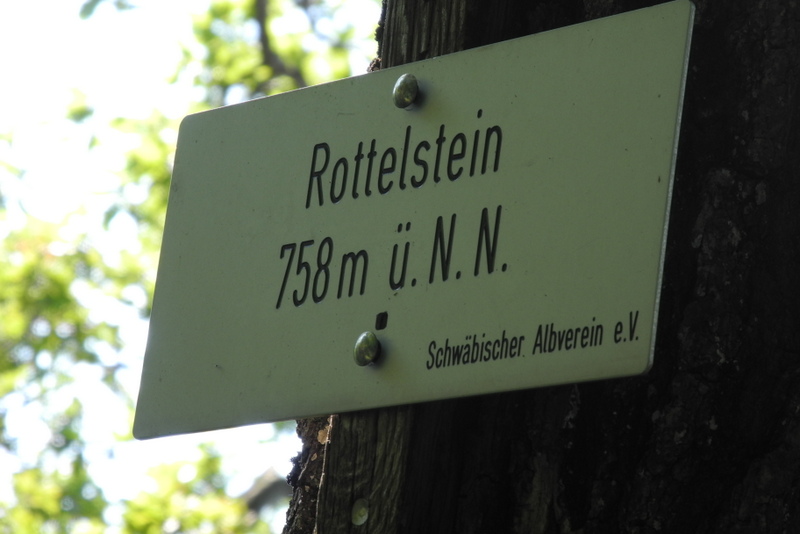 Rottelstein
758 m ü. N. N.
Schwäbischer Albverein e.V.